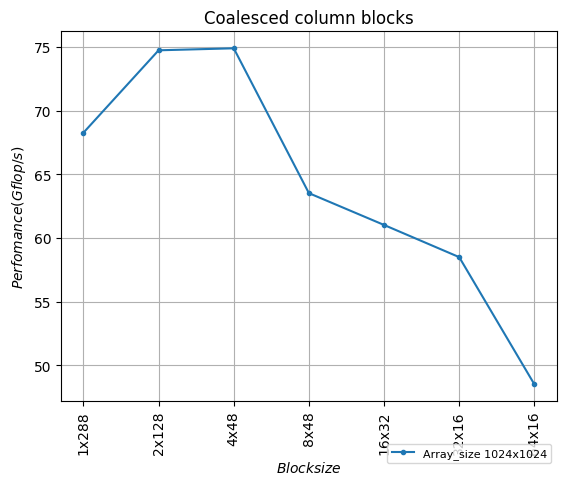 Coalesced column blocks
Perfomance(Gflop/s)
75
70
65
60
55
50
1x288
2x128
4x48
8x48
16x32
Blocksize
Array_size 1024x1024